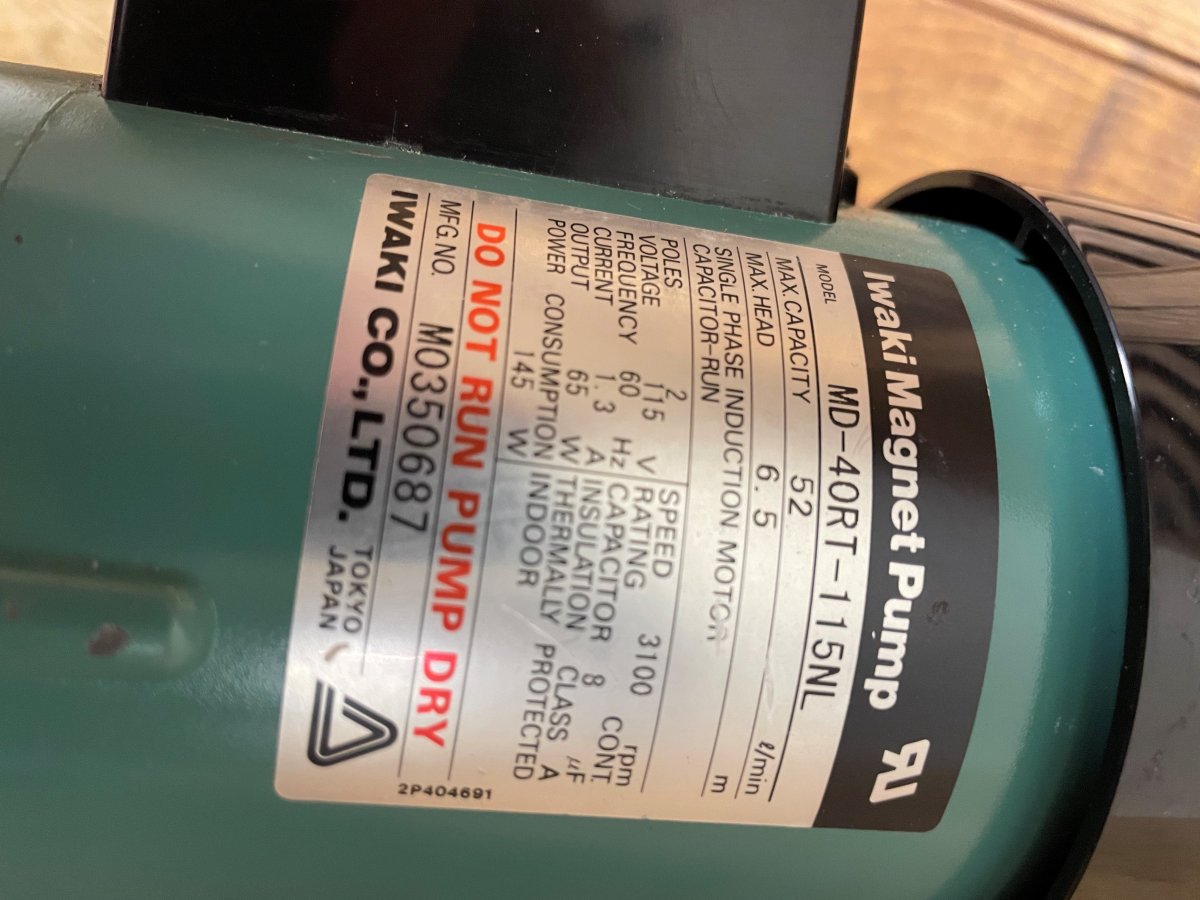 Iwaki Magnet Pump
MODEL MD-40RT-115NL
MAX. CAPACITY 52 ℓ/min
MAX. HEAD 6.5 m
SINGLE PHASE INDUCTION MOTOR
CAPACITOR-RUN
POLES 2 SPEED 3100 rpm
VOLTAGE 115 V RATING CONT.
FREQUENCY 60 Hz CAPACITOR 8 μF
CURRENT 1.3 A INSULATION CLASS A
OUTPUT 65 W THERMALLY PROTECTED
POWER CONSUMPTION INDOOR
145 W
DO NOT RUN PUMP DRY
MFG. NO. M0350687
IWAKI CO., LTD. TOKYO
JAPAN
2P404691